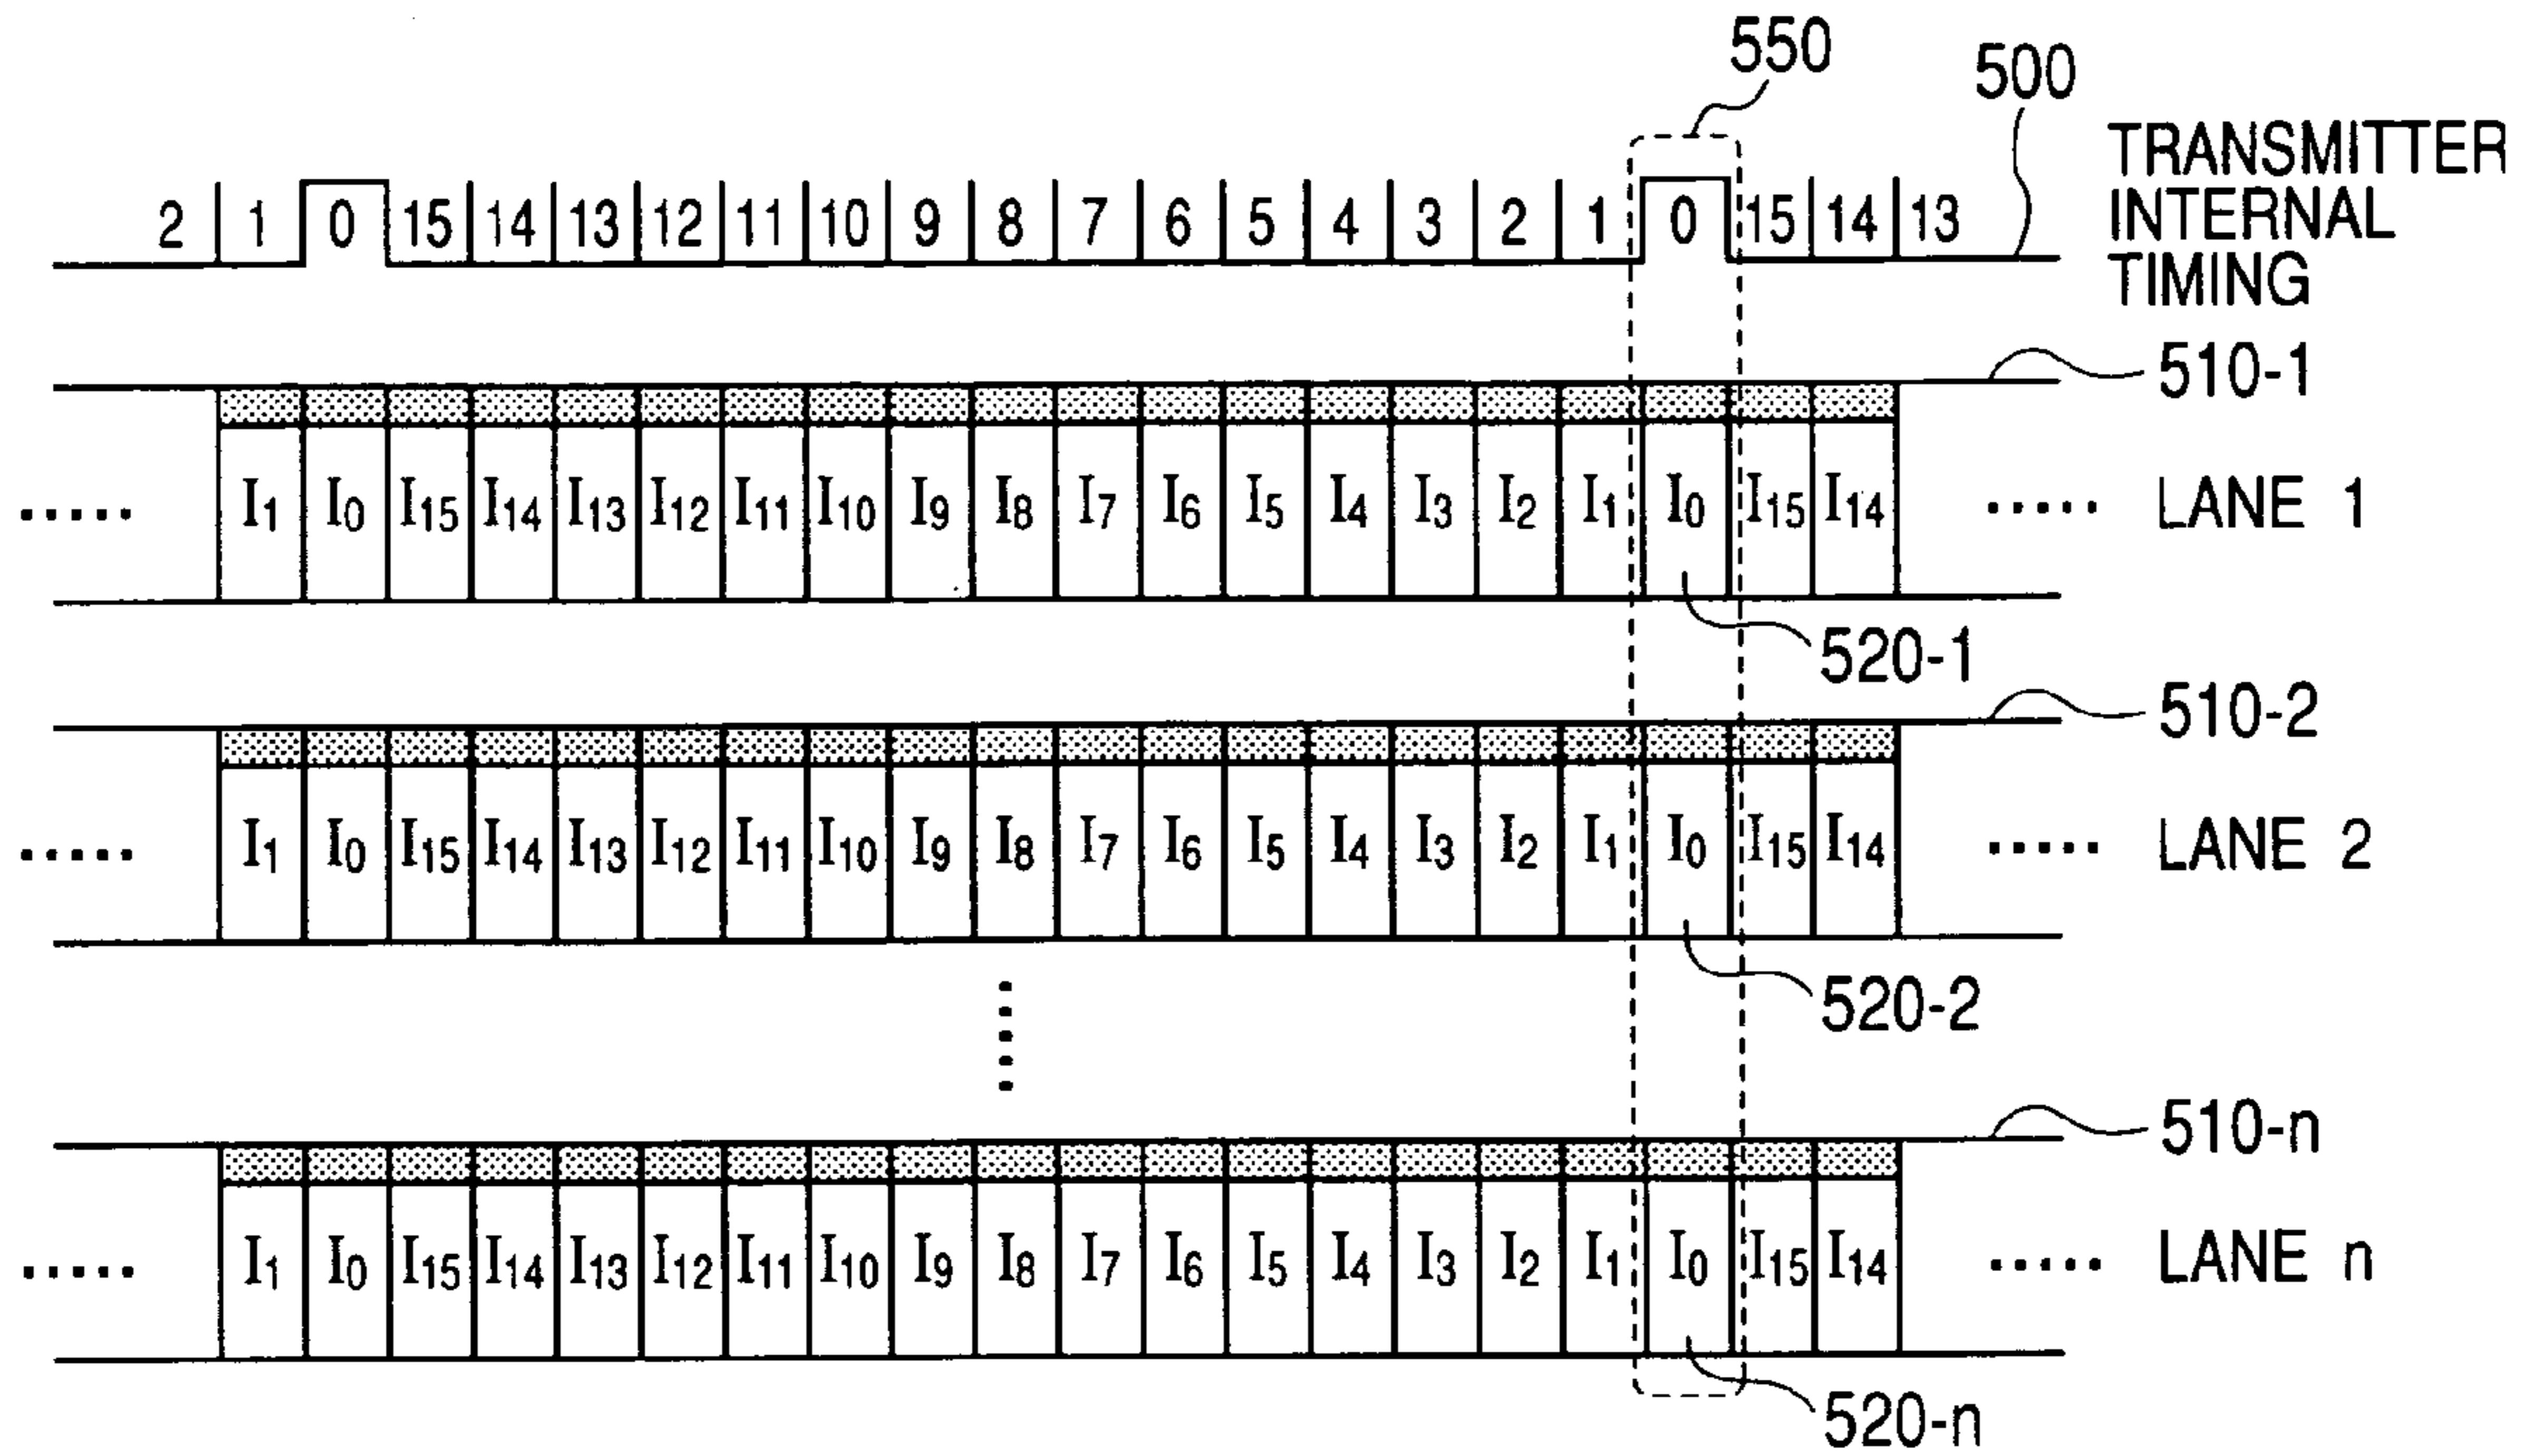 550
500
2 1 0 15 14 13 12 11 10 9 8 7 6 5 4 3 2 1 0 15 14 13
TRANSMITTER
INTERNAL
TIMING
510-1
..... I1 I0 I15 I14 I13 I12 I11 I10 I9 I8 I7 I6 I5 I4 I3 I2 I1 I0 I15 I14 ..... LANE 1
520-1
510-2
..... I1 I0 I15 I14 I13 I12 I11 I10 I9 I8 I7 I6 I5 I4 I3 I2 I1 I0 I15 I14 ..... LANE 2
520-2
510-n
..... I1 I0 I15 I14 I13 I12 I11 I10 I9 I8 I7 I6 I5 I4 I3 I2 I1 I0 I15 I14 ..... LANE n
520-n